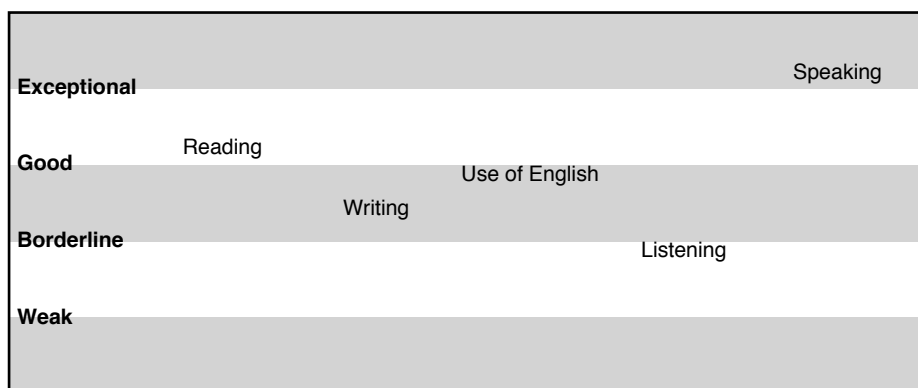 Speaking
Exceptional
Reading
Good
Use of English
Writing
Borderline
Listening
Weak